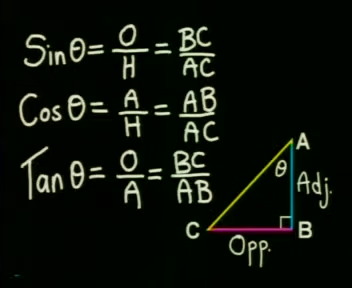 Sinθ = O/H = BC/AC
Cosθ = A/H = AB/AC
Tanθ = O/A = BC/AB
A
θ
Adj.
C
B
Opp.